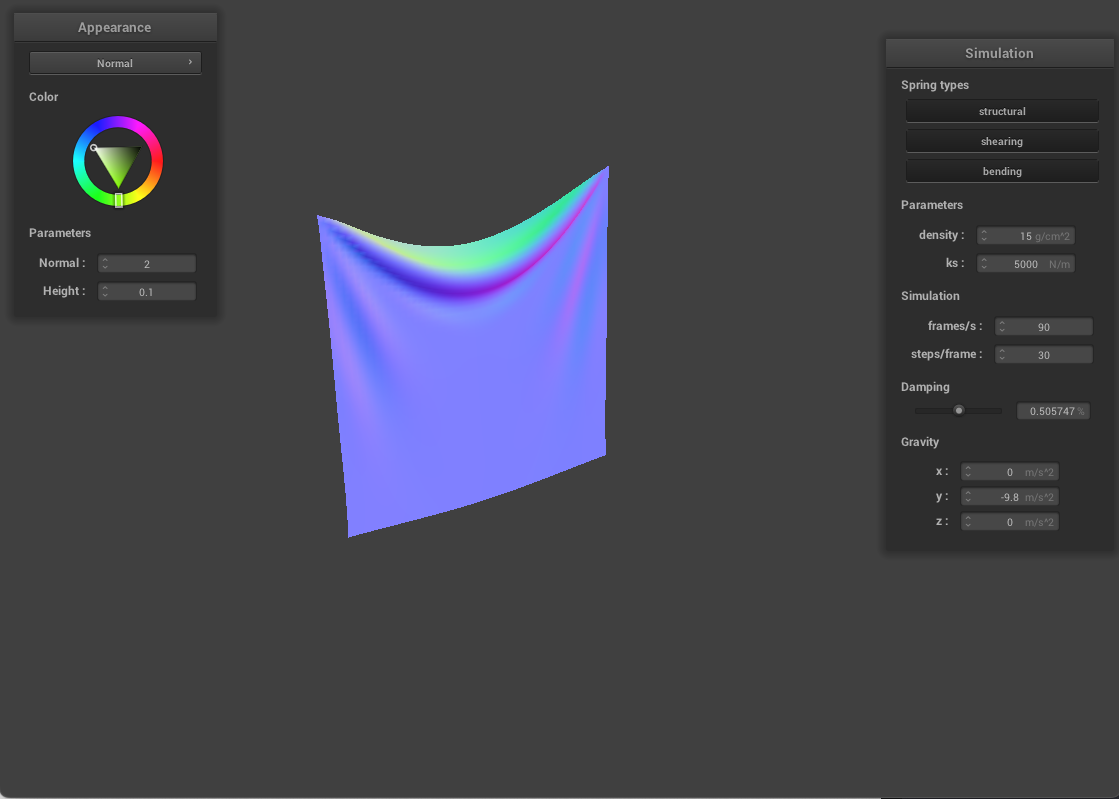 Appearance
Normal ›
Color
Parameters
Normal : 2
Height : 0.1
Simulation
Spring types
structural
shearing
bending
Parameters
density : 15 g/cm^2
ks : 5000 N/m
Simulation
frames/s : 90
steps/frame : 30
Damping
0.505747 %
Gravity
x : 0 m/s^2
y : -9.8 m/s^2
z : 0 m/s^2